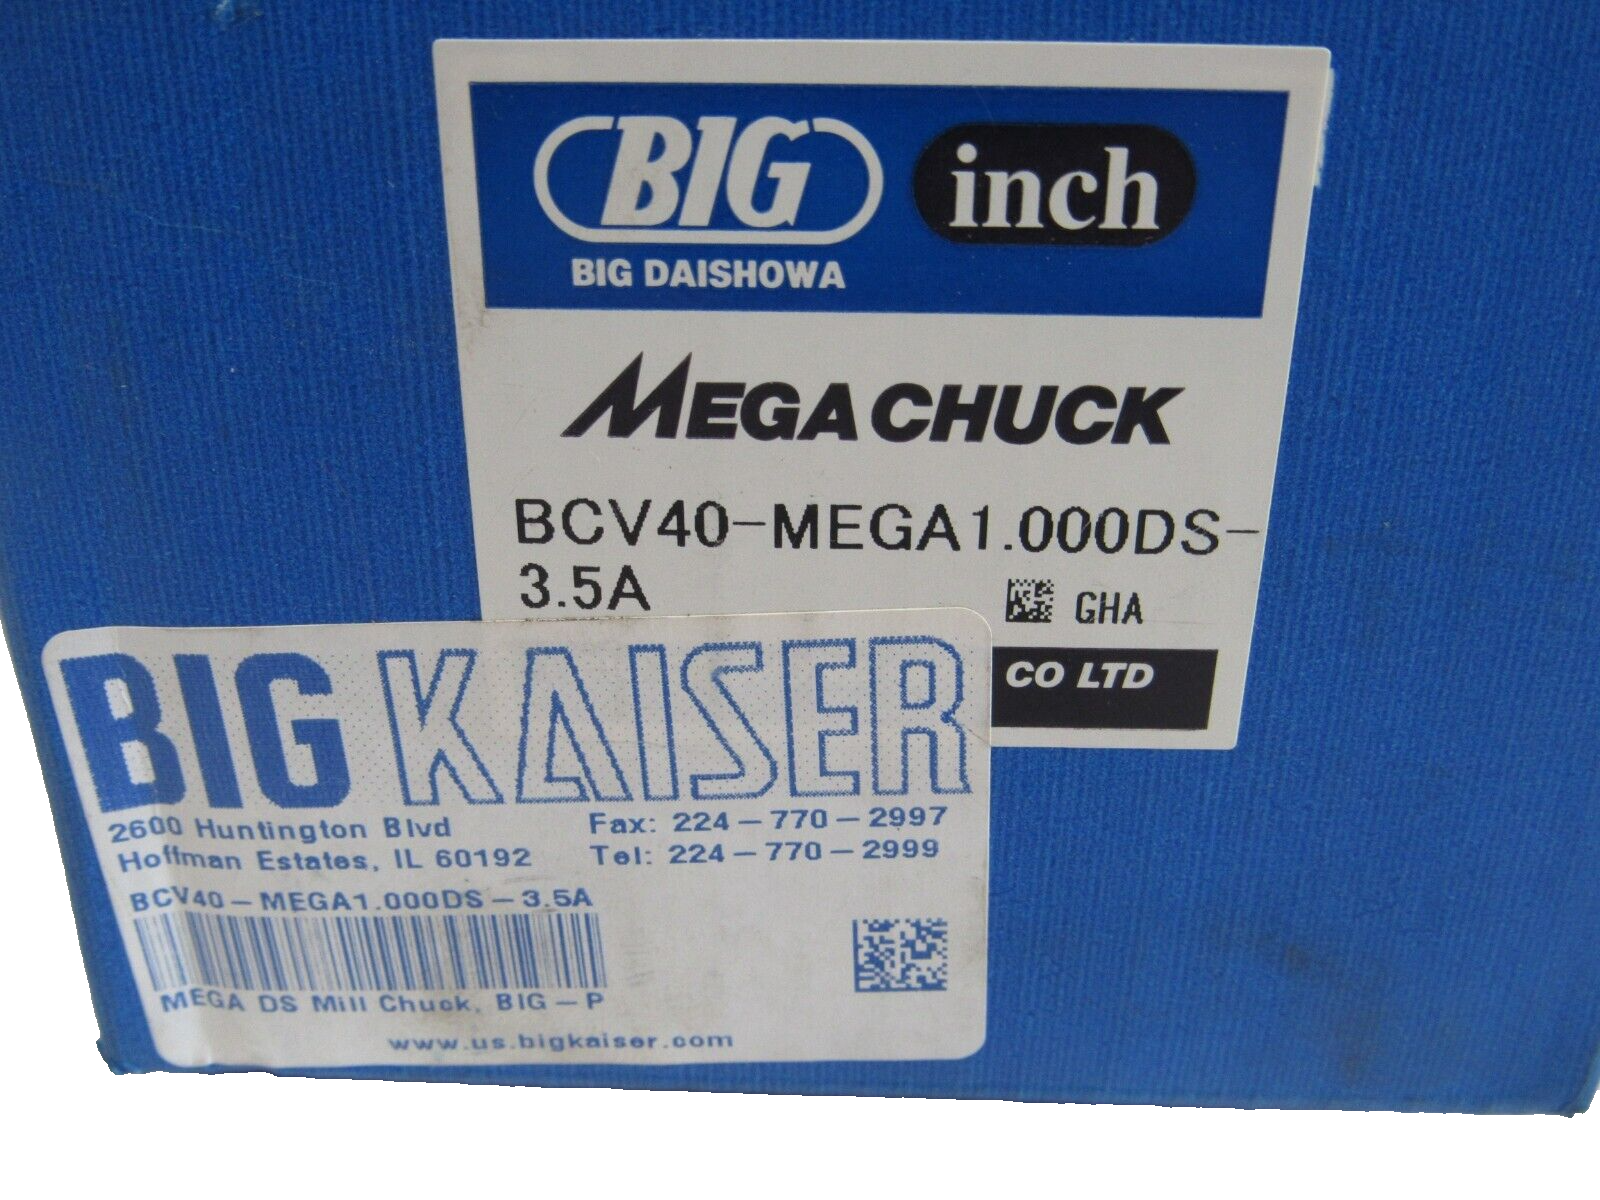 BIG inch
BIG DAISHOWA
MEGA CHUCK
BCV40-MEGA1.000DS-
3.5A
GHA
CO LTD
BIG KAISER
2600 Huntington Blvd Fax: 224-770-2997
Hoffman Estates, IL 60192 Tel: 224-770-2999
BCV40-MEGA1.000DS-3.5A
MEGA DS Mill Chuck, BIG-P
www.us.bigkaiser.com